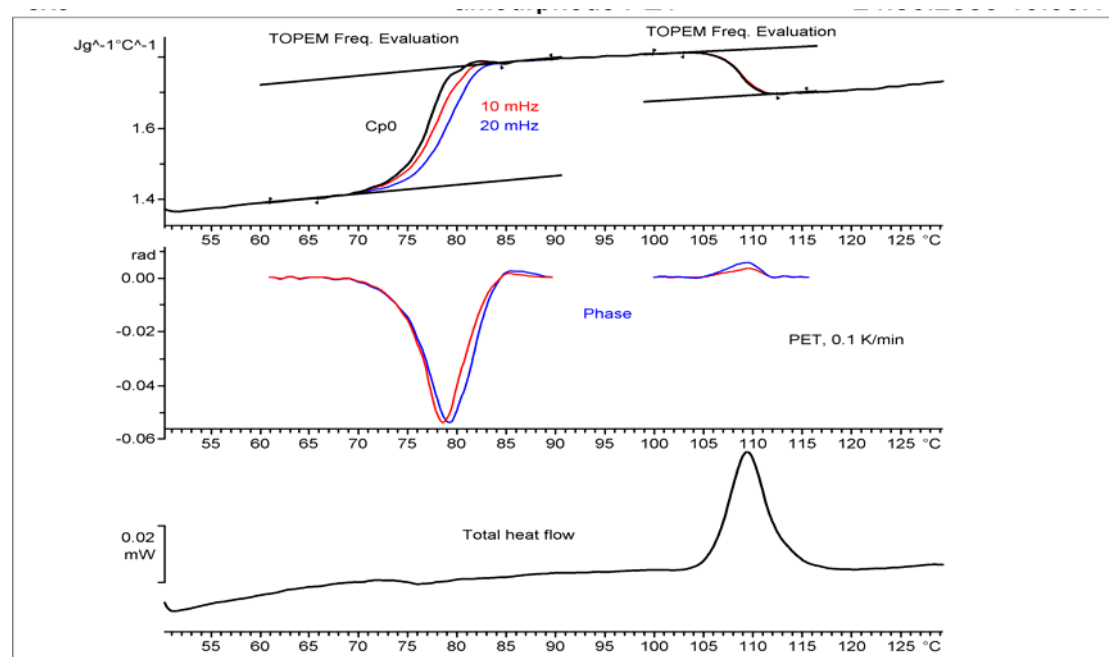 Jg^-1°C^-1
TOPEM Freq. Evaluation
TOPEM Freq. Evaluation
10 mHz
20 mHz
Cp0
1.6
1.4
55 60 65 70 75 80 85 90 95 100 105 110 115 120 125 °C
rad
0.00
-0.02
-0.04
-0.06
Phase
PET, 0.1 K/min
55 60 65 70 75 80 85 90 95 100 105 110 115 120 125 °C
0.02
mW
Total heat flow
55 60 65 70 75 80 85 90 95 100 105 110 115 120 125 °C